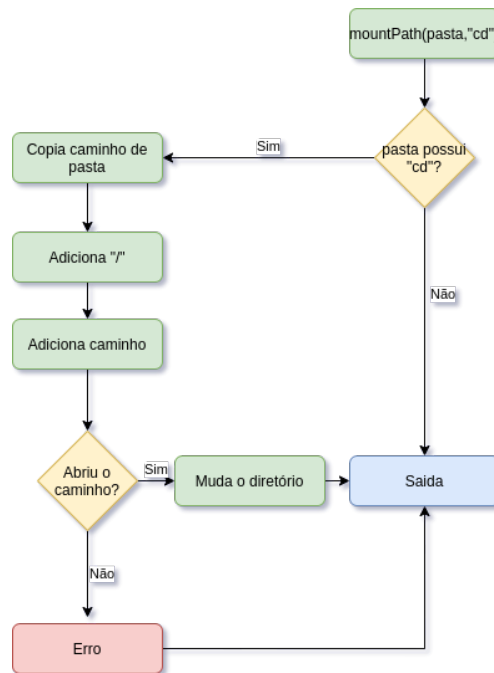 mountPath(pasta,"cd"
pasta possui
"cd"?
Sim
Copia caminho de
pasta
Adiciona "/"
Adiciona caminho
Não
Abriu o
caminho?
Sim
Muda o diretório
Saida
Não
Erro